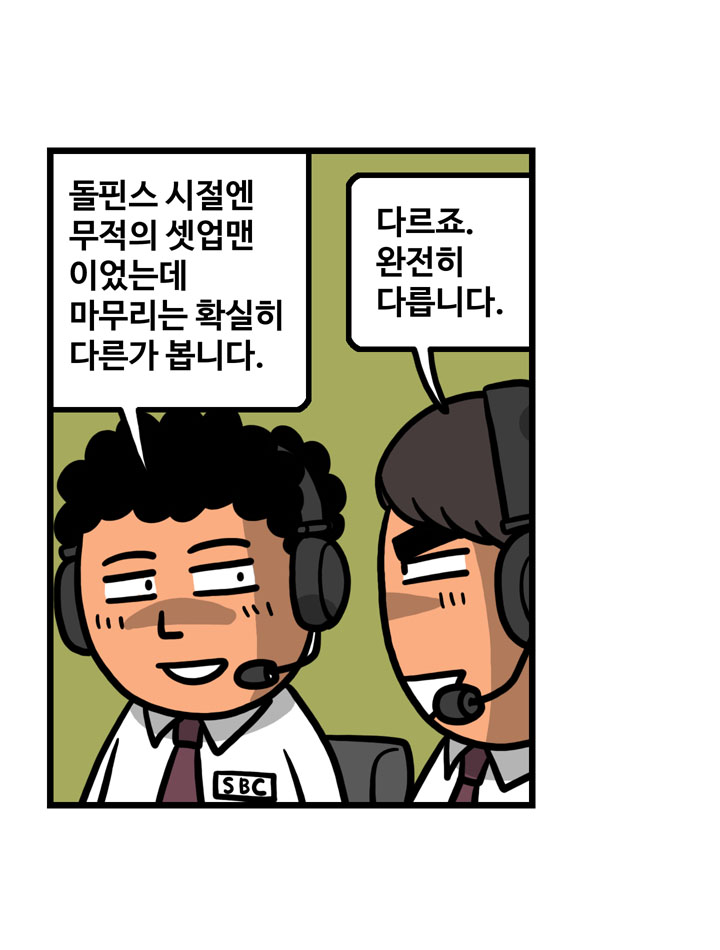 돌핀스 시절엔
무적의 셋업맨
이었는데
마무리는 확실히
다른가 봅니다.
다르죠.
완전히
다릅니다.
SBC